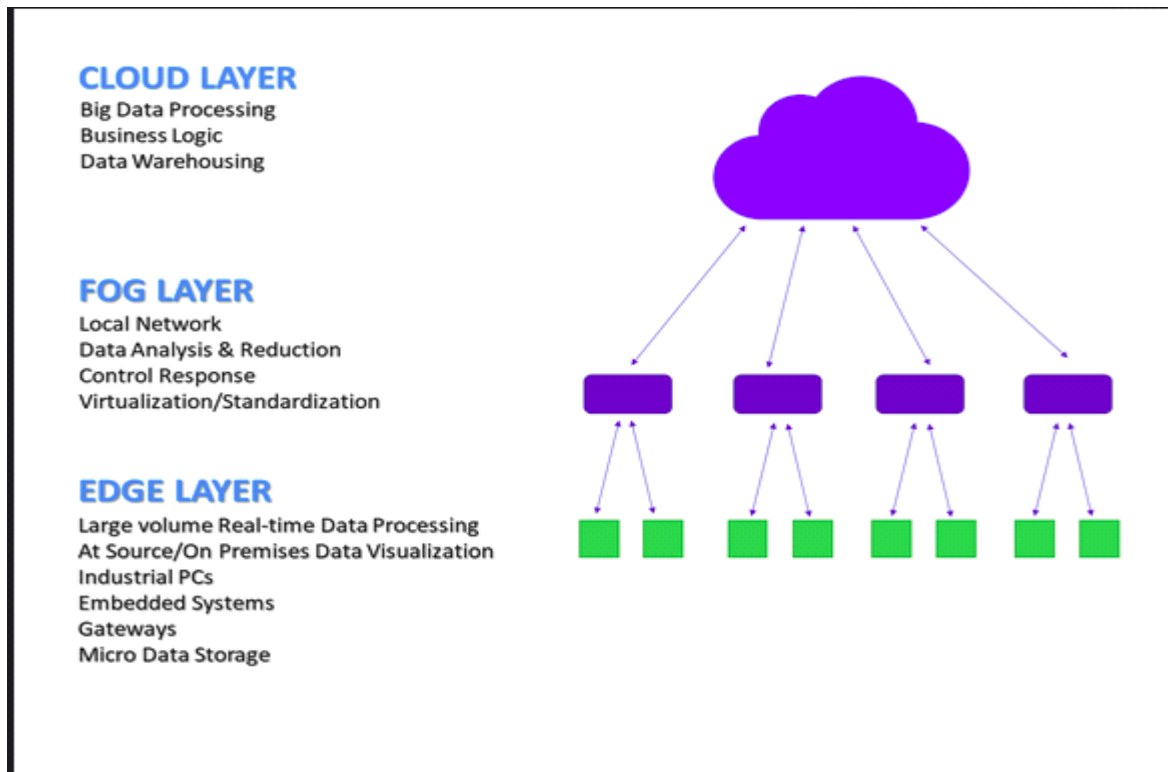 CLOUD LAYER
Big Data Processing
Business Logic
Data Warehousing
FOG LAYER
Local Network
Data Analysis & Reduction
Control Response
Virtualization/Standardization
EDGE LAYER
Large volume Real-time Data Processing
At Source/On Premises Data Visualization
Industrial PCs
Embedded Systems
Gateways
Micro Data Storage